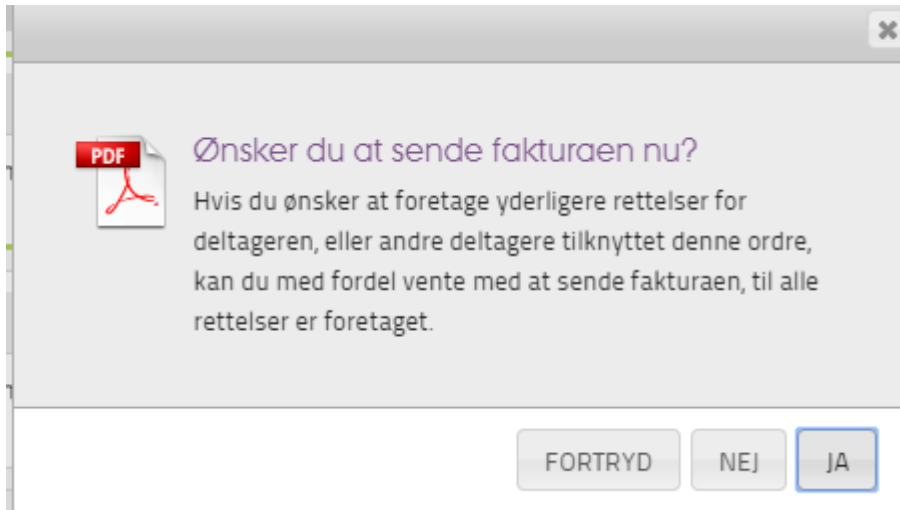 PDF
Ønsker du at sende fakturaen nu?
Hvis du ønsker at foretage yderligere rettelser for
deltageren, eller andre deltagere tilknyttet denne ordre,
kan du med fordel vente med at sende fakturaen, til alle
rettelser er foretaget.
FORTRYD NEJ JA